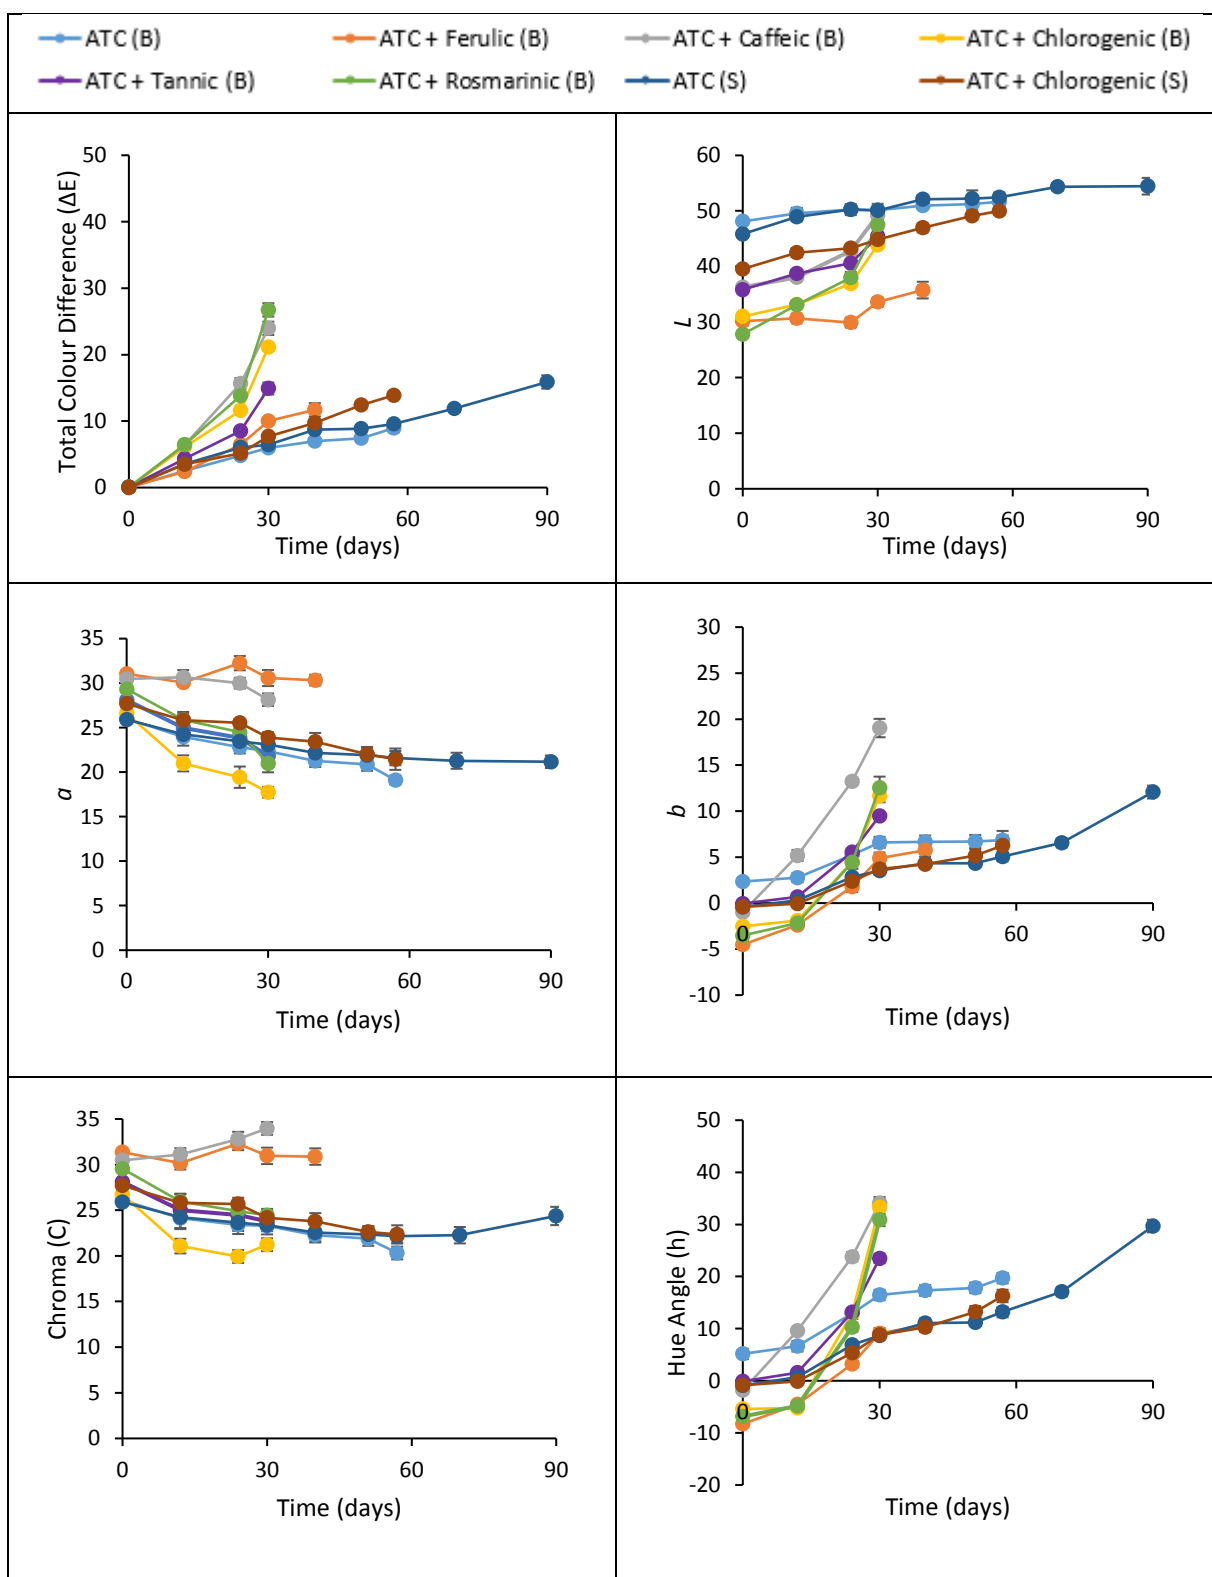 ATC (B) ATC + Ferulic (B) ATC + Caffeic (B) ATC + Chlorogenic (B)
ATC + Tannic (B) ATC + Rosmarinic (B) ATC (S) ATC + Chlorogenic (S)
Total Colour Difference (ΔE)
50
40
30
20
10
0
0 30 60 90
Time (days)
L
60
50
40
30
20
10
0
0 30 60 90
Time (days)
a
35
30
25
20
15
10
5
0
0 30 60 90
Time (days)
b
30
25
20
15
10
5
0
-5
-10
0 30 60 90
Time (days)
Chroma (C)
35
30
25
20
15
10
5
0
0 30 60 90
Time (days)
Hue Angle (h)
50
40
30
20
10
0
-10
-20
0 30 60 90
Time (days)